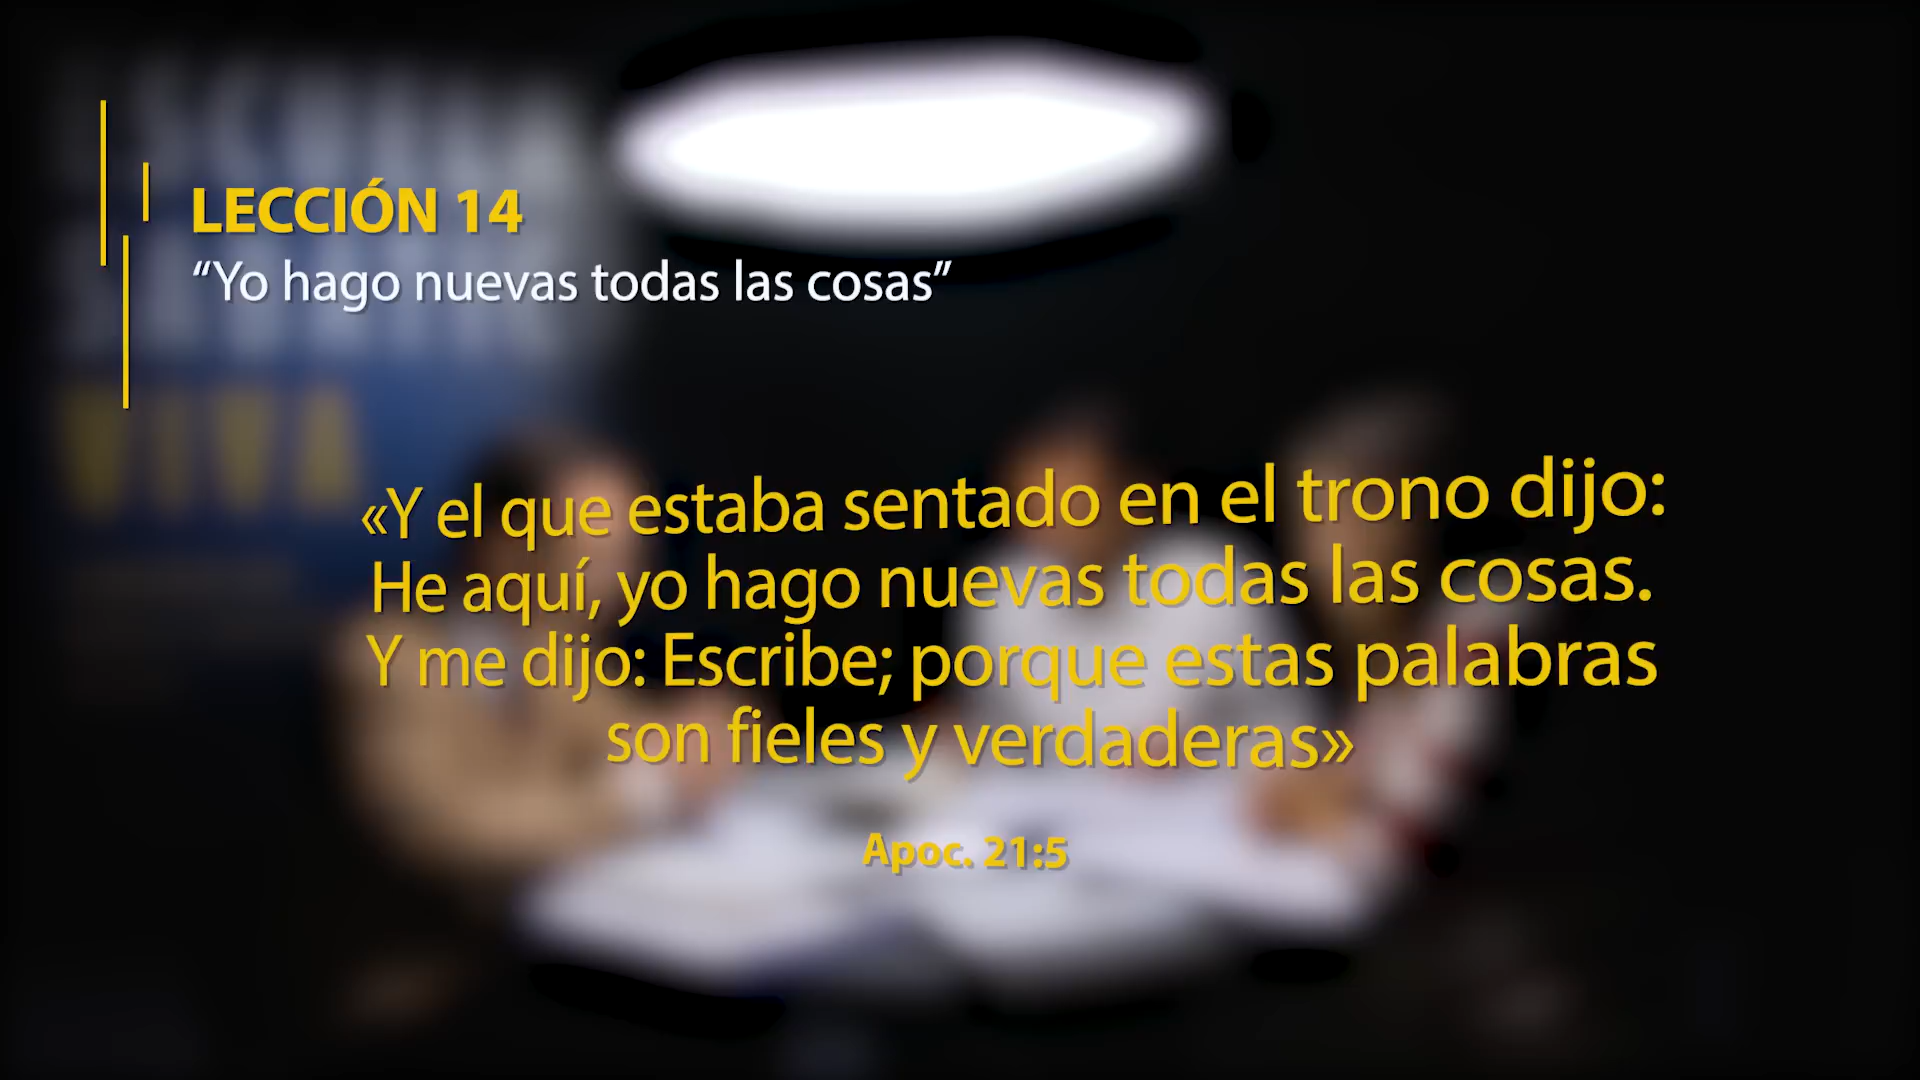 LECCIÓN 14
“Yo hago nuevas todas las cosas”
VIVA
«Y el que estaba sentado en el trono dijo:
He aquí, yo hago nuevas todas las cosas.
Y me dijo: Escribe; porque estas palabras
son fieles y verdaderas»
Apoc. 21:5